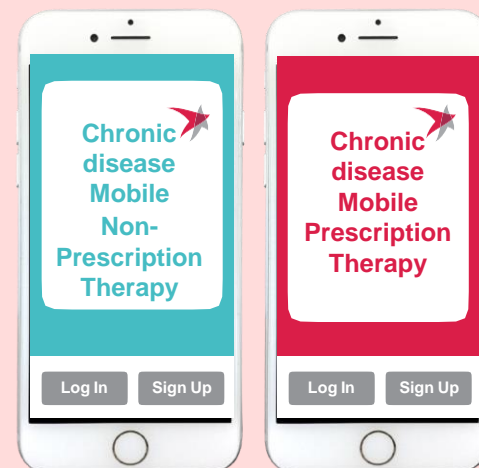 Chronic
disease
Mobile
Non-
Prescription
Therapy
Log In
Sign Up
Chronic
disease
Mobile
Prescription
Therapy
Log In
Sign Up